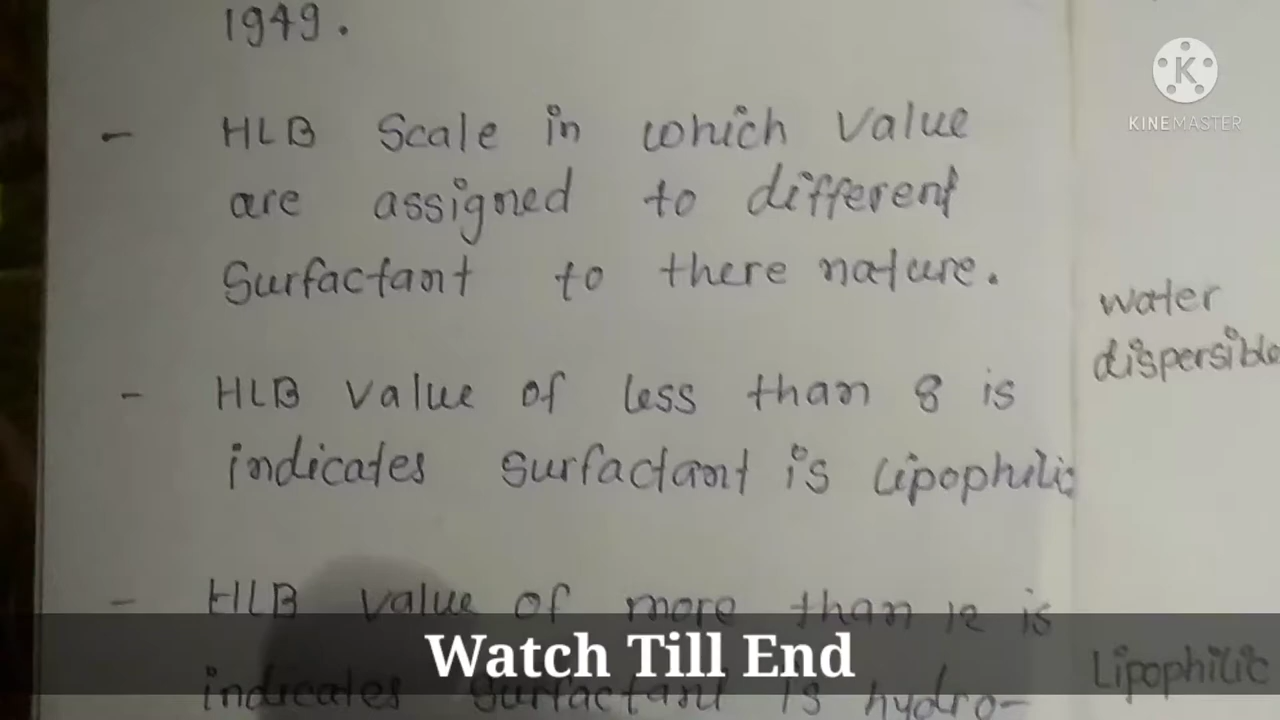 1949.
- HLB Scale in which value
are assigned to different
Surfactant to there nature.
- HLB value of less than 8 is
indicates surfactant is lipophilic
- HLB value of more than 12 is
indicates surfactant is hydro-
water
dispersible
Lipophilic
KINEMASTER
Watch Till End